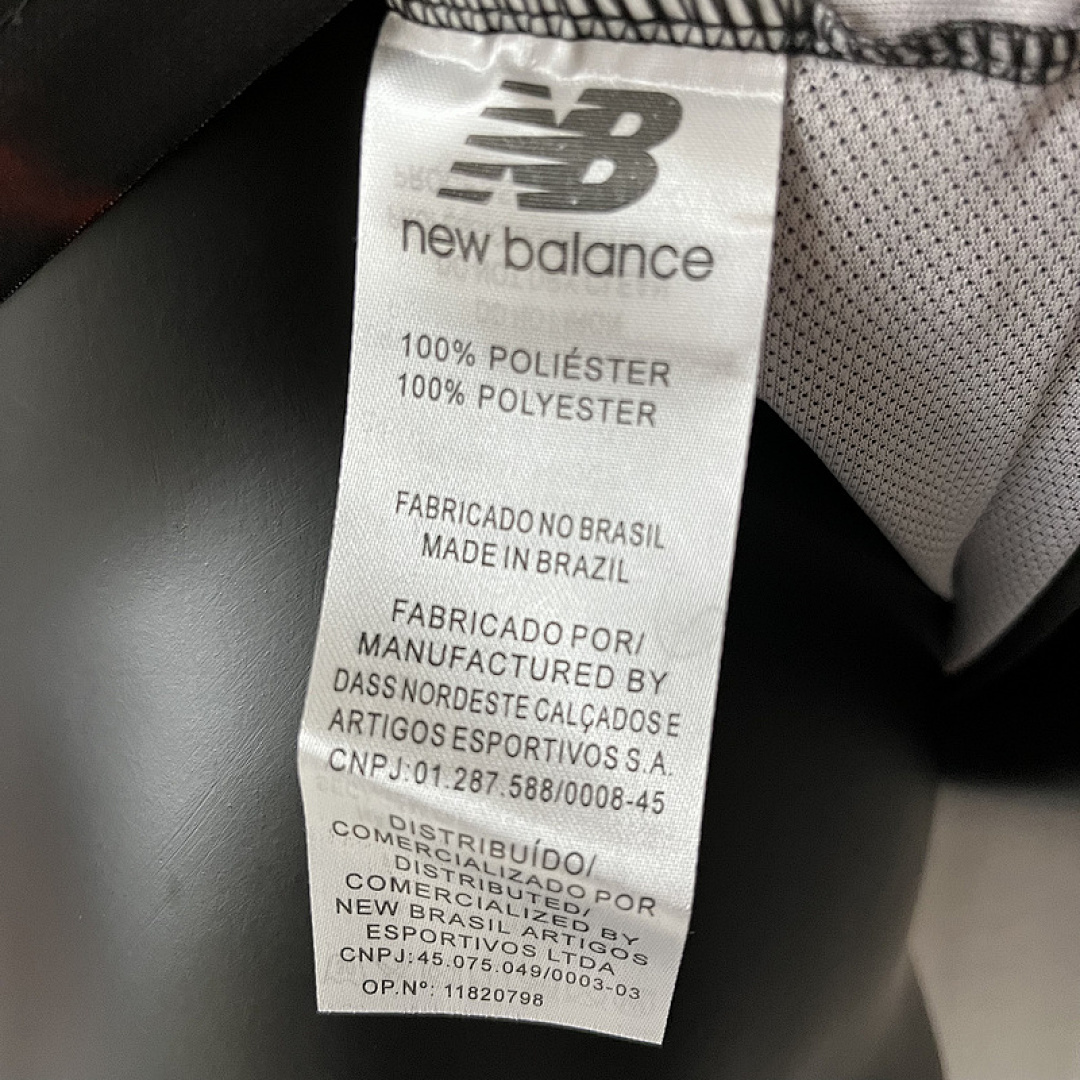 NB
new balance
100% POLIÉSTER
100% POLYESTER
FABRICADO NO BRASIL
MADE IN BRAZIL
FABRICADO POR/
MANUFACTURED BY
DASS NORDESTE CALÇADOS E
ARTIGOS ESPORTIVOS S.A.
CNPJ:01.287.588/0008-45
DISTRIBUÍDO/
COMERCIALIZADO POR
DISTRIBUTED/
COMERCIALIZED BY
NEW BRASIL ARTIGOS
ESPORTIVOS LTDA
CNPJ:45.075.049/0003-03
OP.Nº: 11820798